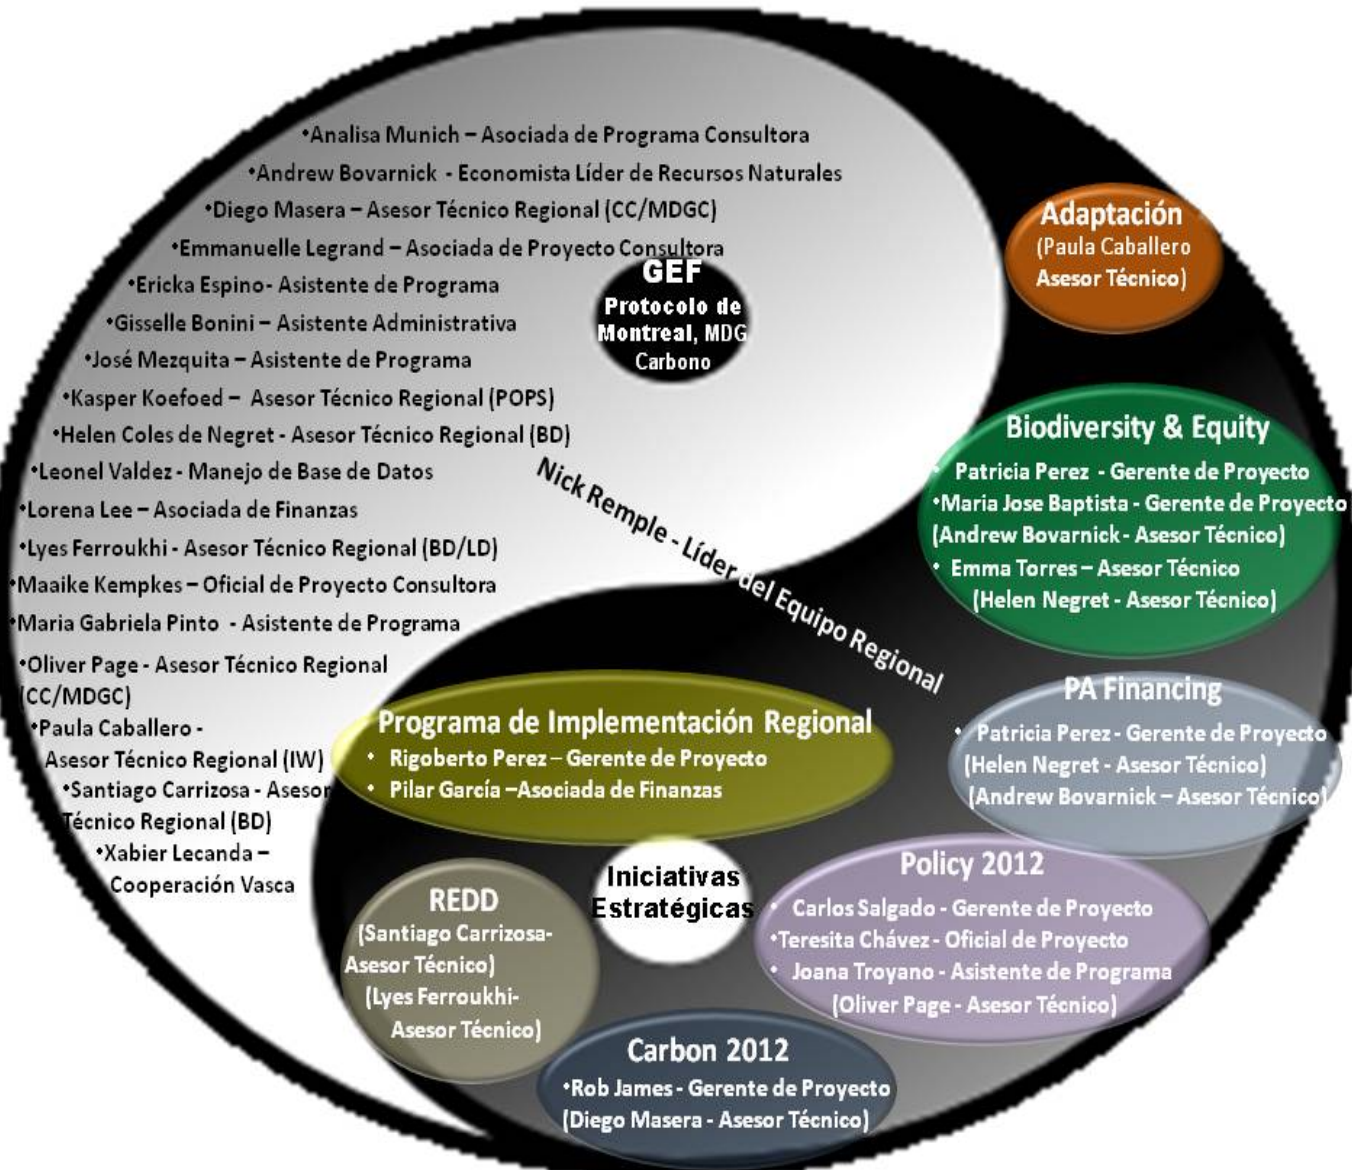 •Analisa Munich – Asociada de Programa Consultora
•Andrew Bovarnick - Economista Líder de Recursos Naturales
•Diego Masera – Asesor Técnico Regional (CC/MDGC)
•Emmanuelle Legrand – Asociada de Proyecto Consultora
•Ericka Espino- Asistente de Programa
•Gisselle Bonini – Asistente Administrativa
•José Mezquita – Asistente de Programa
•Kasper Koefoed – Asesor Técnico Regional (POPS)
•Helen Coles de Negret - Asesor Técnico Regional (BD)
•Leonel Valdez - Manejo de Base de Datos
•Lorena Lee – Asociada de Finanzas
•Lyes Ferroukhi - Asesor Técnico Regional (BD/LD)
•Maaike Kempkes – Oficial de Proyecto Consultora
•Maria Gabriela Pinto - Asistente de Programa
•Oliver Page - Asesor Técnico Regional
(CC/MDGC)
•Paula Caballero -
Asesor Técnico Regional (IW)
•Santiago Carrizosa - Asesor
Técnico Regional (BD)
•Xabier Lecanda –
Cooperación Vasca
GEF
Protocolo de
Montreal, MDG
Carbono
Nick Remple - Líder del Equipo Regional
Adaptación
(Paula Caballero
Asesor Técnico)
Biodiversity & Equity
• Patricia Perez - Gerente de Proyecto
•Maria Jose Baptista - Gerente de Proyecto
(Andrew Bovarnick- Asesor Técnico)
• Emma Torres – Asesor Técnico
(Helen Negret - Asesor Técnico)
PA Financing
• Patricia Perez - Gerente de Proyecto
(Helen Negret - Asesor Técnico)
(Andrew Bovarnick – Asesor Técnico)
Programa de Implementación Regional
• Rigoberto Perez – Gerente de Proyecto
• Pilar García –Asociada de Finanzas
Iniciativas
Estratégicas
Policy 2012
• Carlos Salgado - Gerente de Proyecto
•Teresita Chávez - Oficial de Proyecto
• Joana Troyano - Asistente de Programa
(Oliver Page - Asesor Técnico)
REDD
(Santiago Carrizosa-
Asesor Técnico)
(Lyes Ferroukhi-
Asesor Técnico)
Carbon 2012
•Rob James - Gerente de Proyecto
(Diego Masera - Asesor Técnico)